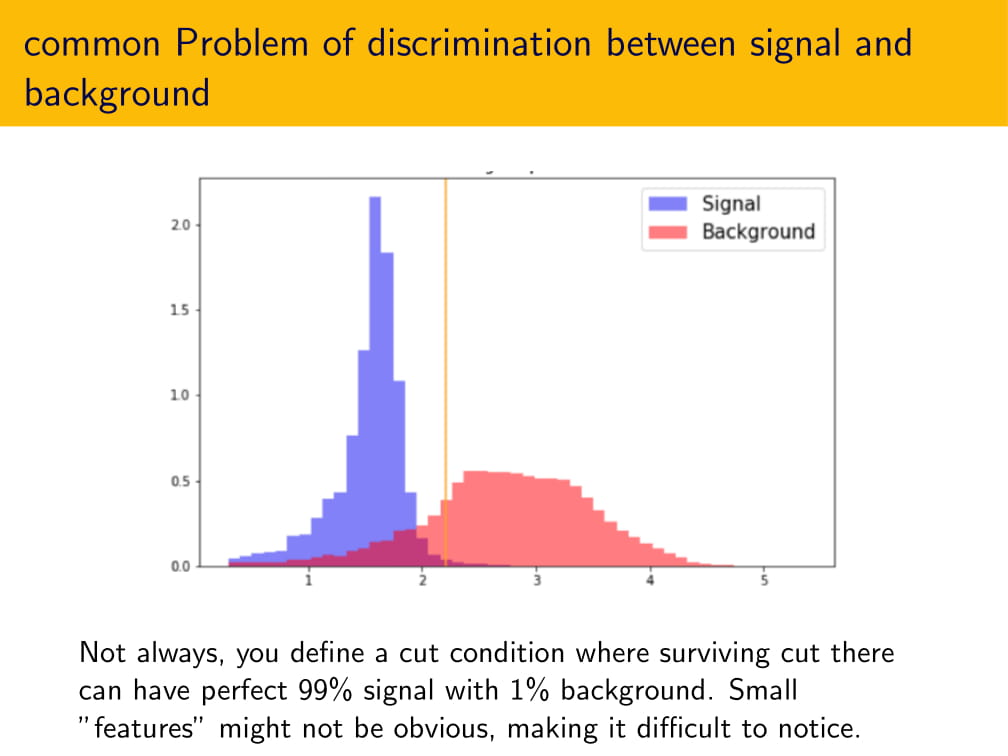 common Problem of discrimination between signal and
background
Signal
Background
2.0
1.5
1.0
0.5
0.0
1 2 3 4 5
Not always, you define a cut condition where surviving cut there
can have perfect 99% signal with 1% background. Small
"features" might not be obvious, making it difficult to notice.